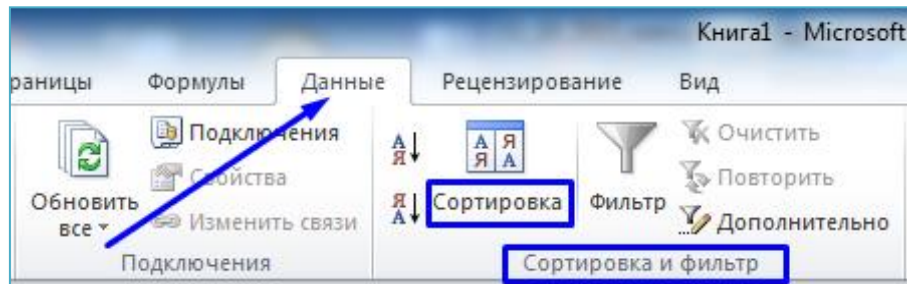 Книга1 - Microsoft
раницы Формулы Данные Рецензирование Вид
Обновить все
Подключения
Свойства
Изменить связи
Подключения
А
Я
Я
А
А Я
Я А
Сортировка
Фильтр
Очистить
Повторить
Дополнительно
Сортировка и фильтр